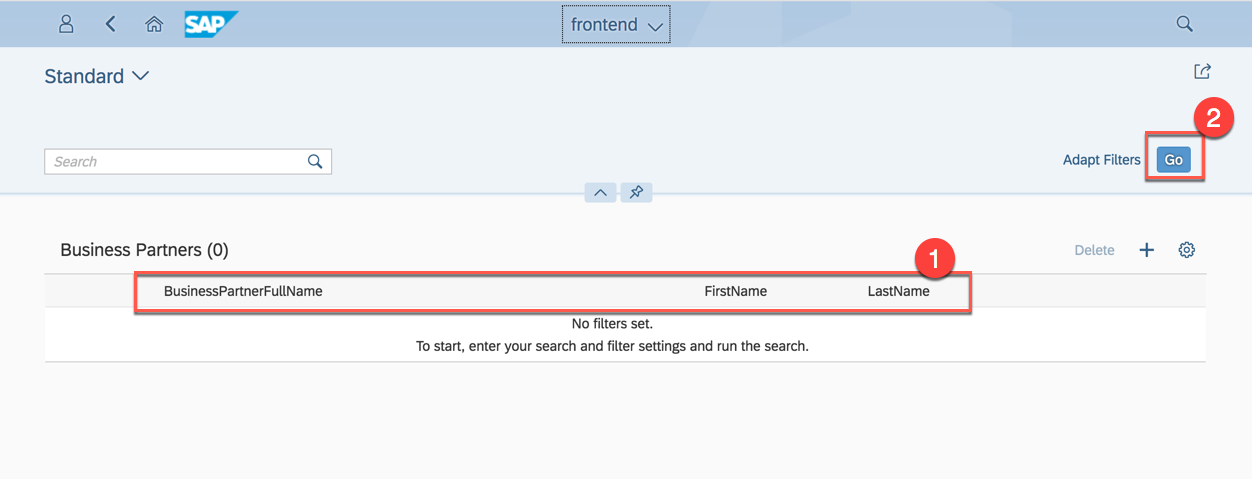 SAP frontend
Standard
2
Search Adapt Filters Go
Business Partners (0) Delete
1
BusinessPartnerFullName FirstName LastName
No filters set.
To start, enter your search and filter settings and run the search.